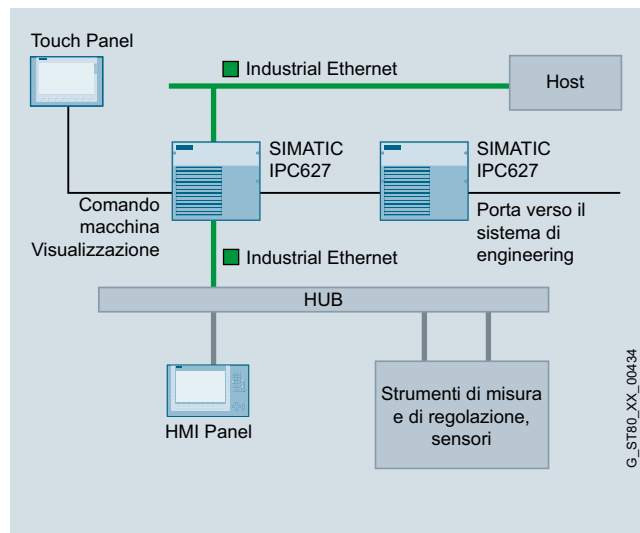 Touch Panel
Industrial Ethernet
Host
SIMATIC
IPC627
SIMATIC
IPC627
Comando
macchina
Visualizzazione
Porta verso il
sistema di
engineering
Industrial Ethernet
HUB
HMI Panel
Strumenti di misura
e di regolazione,
sensori
G_ST80_XX_00434